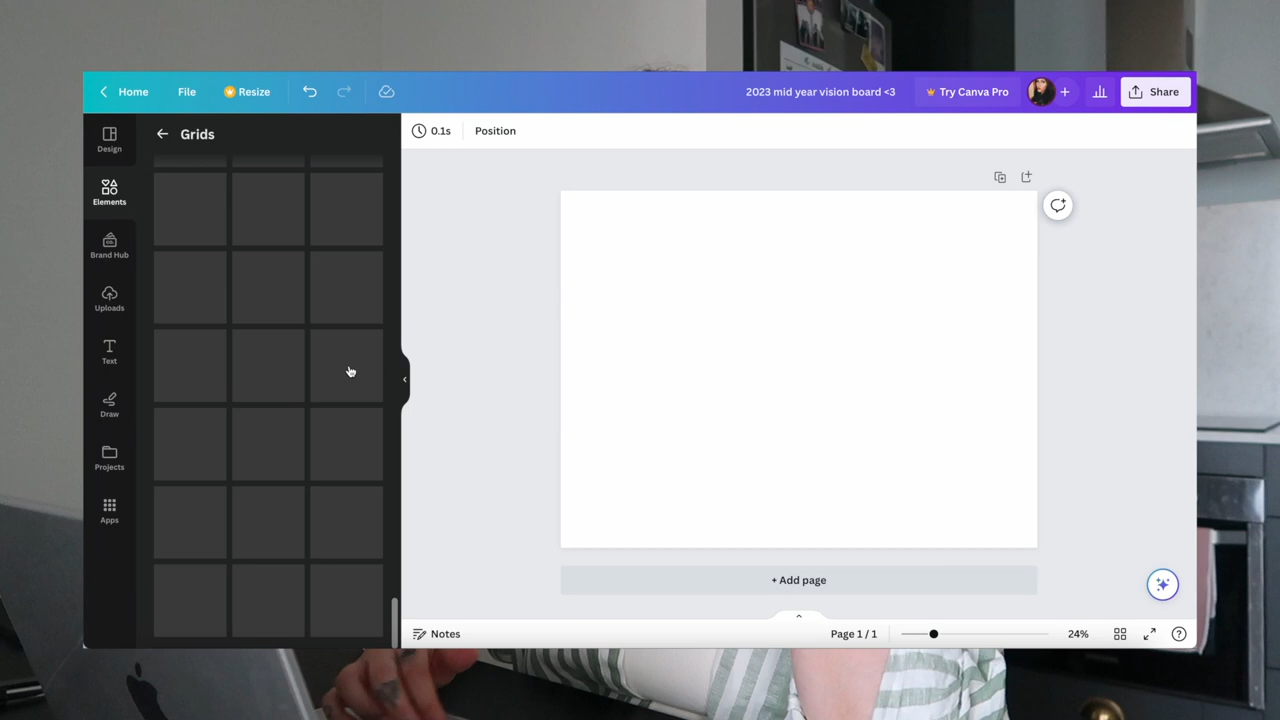 Home File Resize 2023 mid year vision board <3 Try Canva Pro + Share
Design
Elements
Brand Hub
Uploads
Text
Draw
Projects
Apps
Grids
0.1s Position
+ Add page
Notes Page 1 / 1 24%